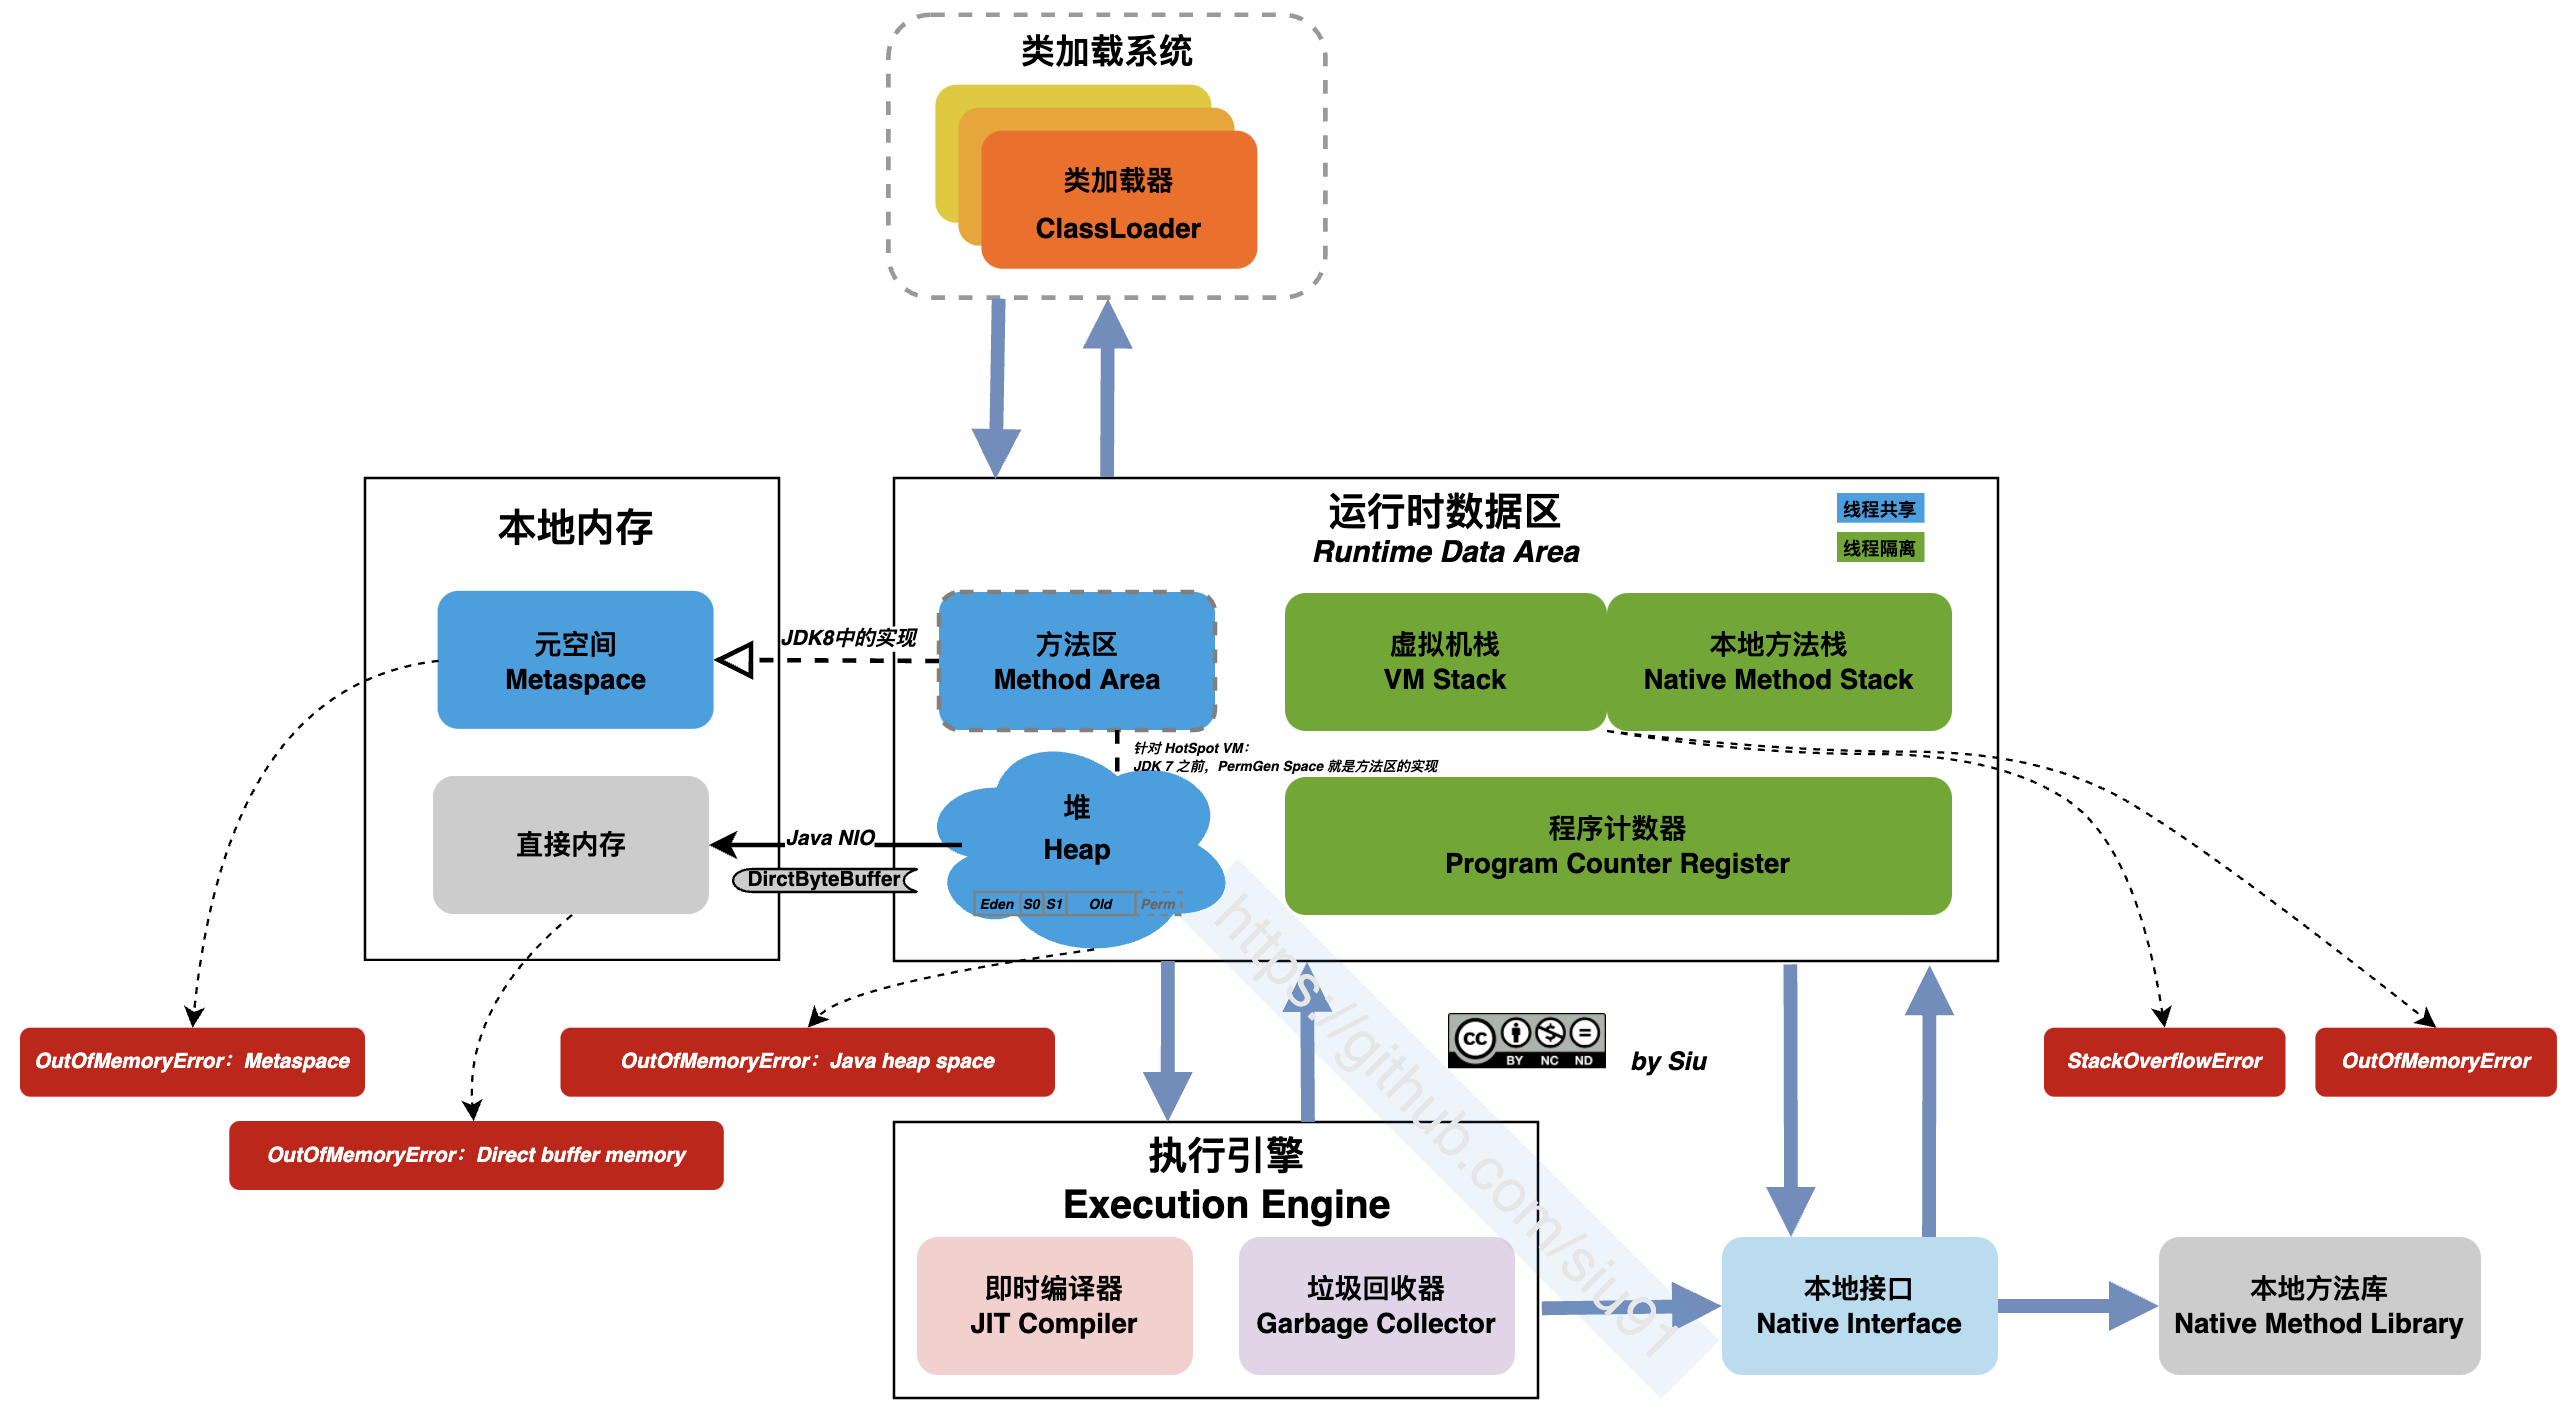 类加载系统
类加载器
ClassLoader
本地内存
元空间
Metaspace
直接内存
JDK8中的实现
Java NIO
DirctByteBuffer
运行时数据区
Runtime Data Area
线程共享
线程隔离
方法区
Method Area
虚拟机栈
VM Stack
本地方法栈
Native Method Stack
针对 HotSpot VM：
JDK 7 之前，PermGen Space 就是方法区的实现
堆
Heap
Eden S0 S1 Old Perm
程序计数器
Program Counter Register
OutOfMemoryError：Metaspace
OutOfMemoryError：Direct buffer memory
OutOfMemoryError：Java heap space
StackOverflowError
OutOfMemoryError
cc BY NC ND
by Siu
https://github.com/siu91
执行引擎
Execution Engine
即时编译器
JIT Compiler
垃圾回收器
Garbage Collector
本地接口
Native Interface
本地方法库
Native Method Library